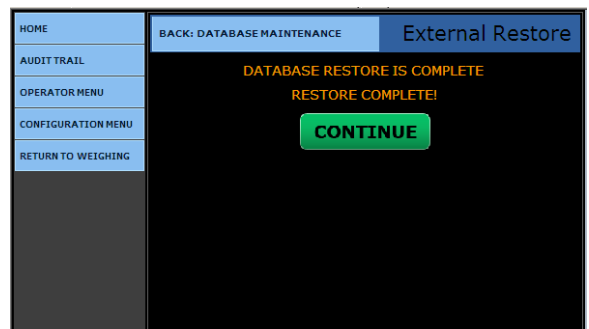 HOME
AUDIT TRAIL
OPERATOR MENU
CONFIGURATION MENU
RETURN TO WEIGHING
BACK: DATABASE MAINTENANCE
External Restore
DATABASE RESTORE IS COMPLETE
RESTORE COMPLETE!
CONTINUE